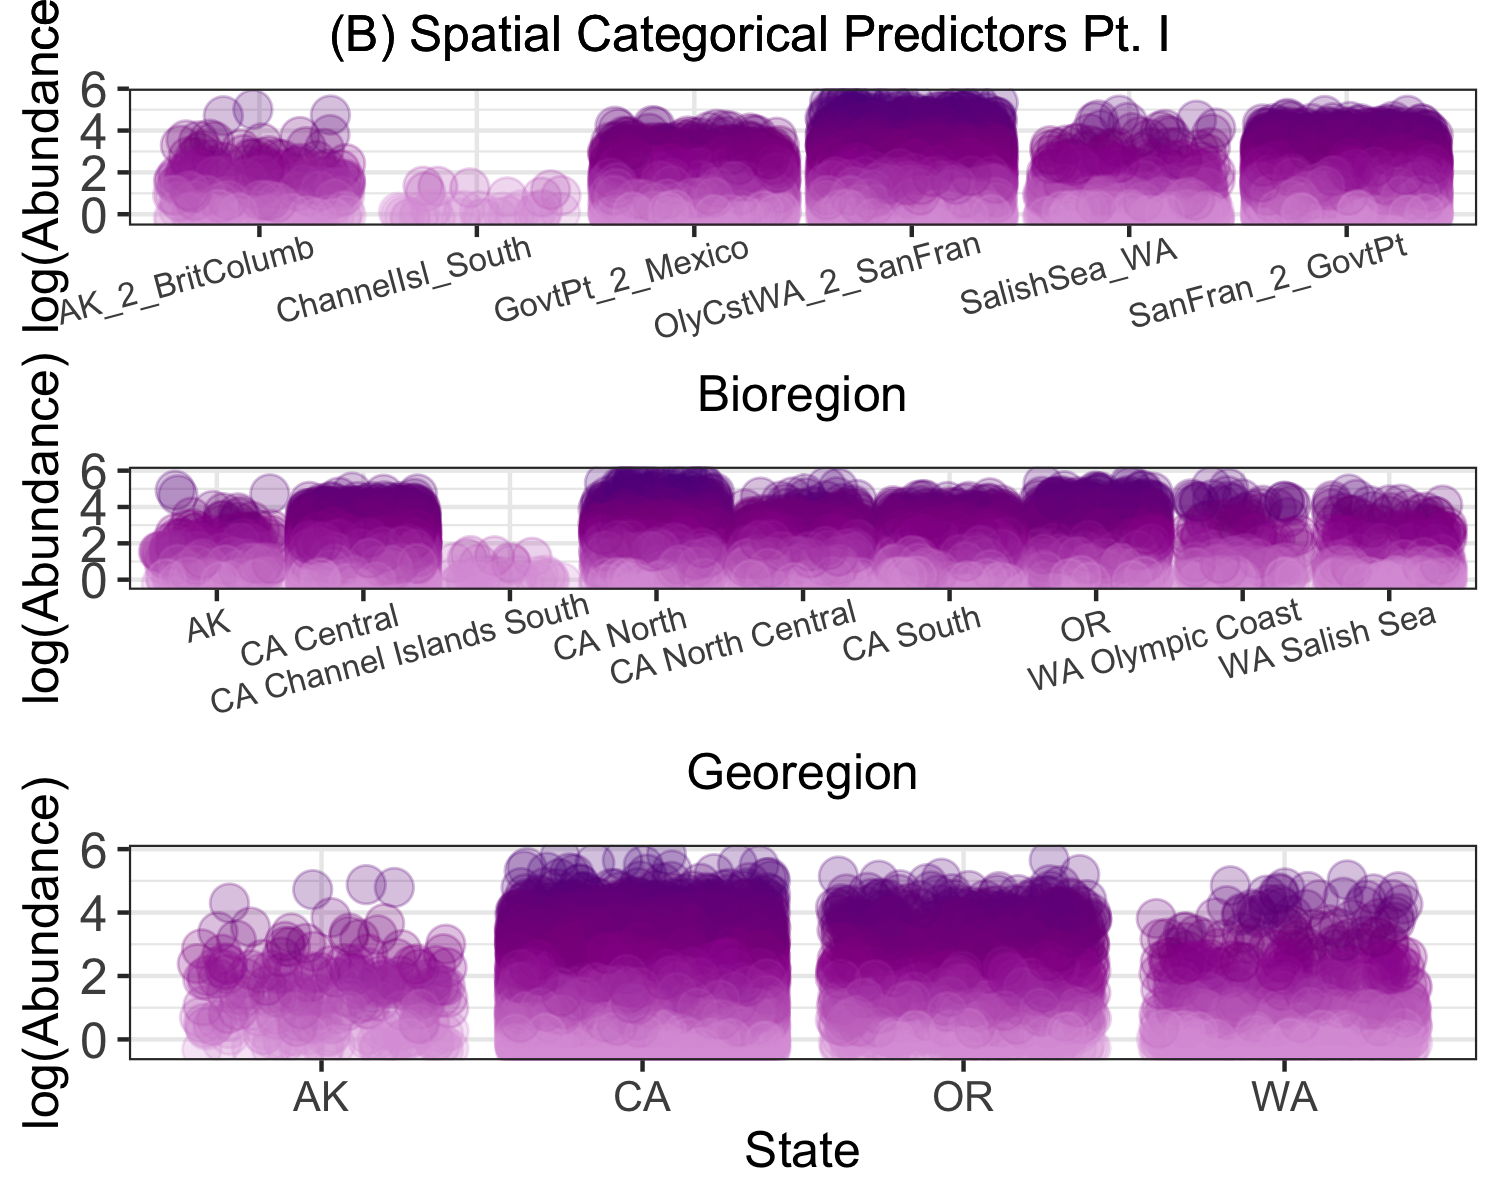 (B) Spatial Categorical Predictors Pt. I
log(Abundance
6
4
2
0
AK_2_BritColumb
ChannelIsl_South
GovtPt_2_Mexico
OlyCstWA_2_SanFran
SalishSea_WA
SanFran_2_GovtPt
Bioregion
log(Abundance)
6
4
2
0
AK
CA Central
CA Channel Islands South
CA North
CA North Central
CA South
OR
WA Olympic Coast
WA Salish Sea
Georegion
log(Abundance)
6
4
2
0
AK
CA
OR
WA
State